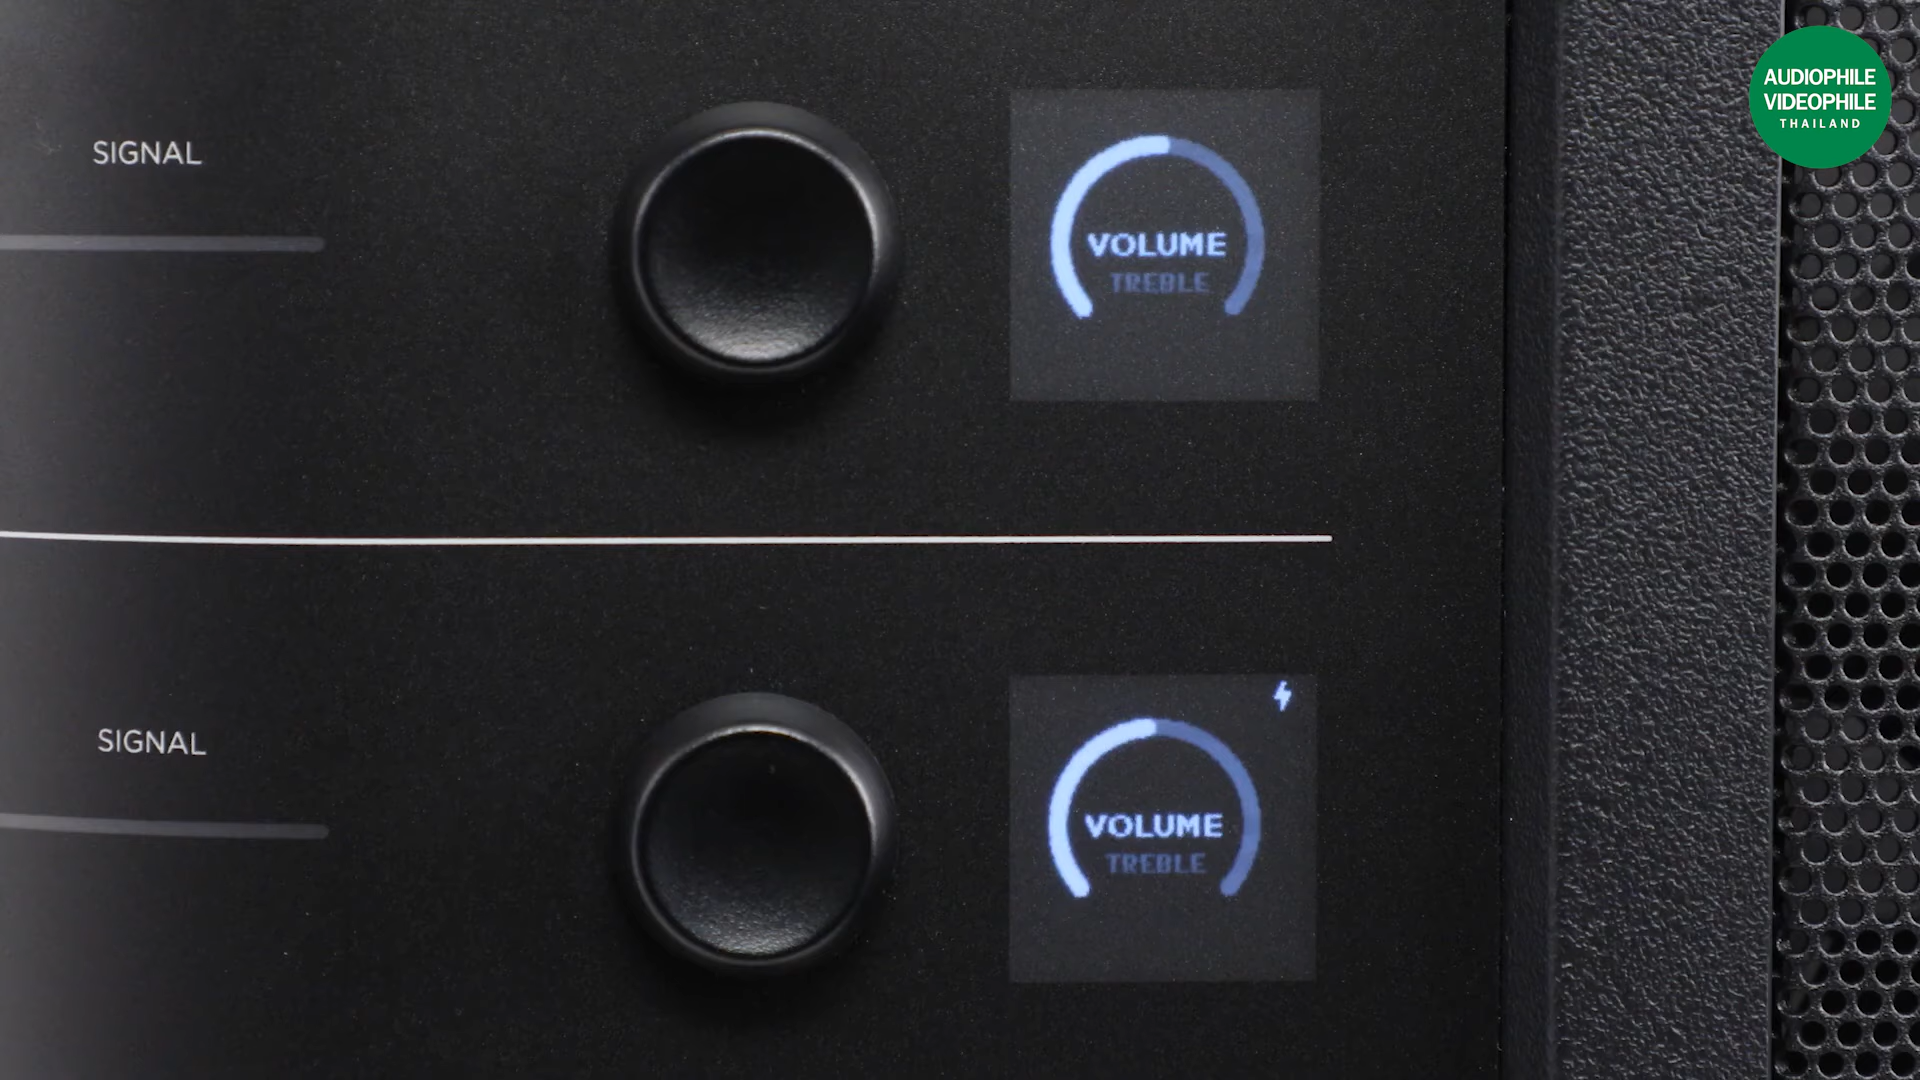 AUDIOPHILE
VIDEOPHILE
THAILAND
SIGNAL
VOLUME
TREBLE
SIGNAL
VOLUME
TREBLE